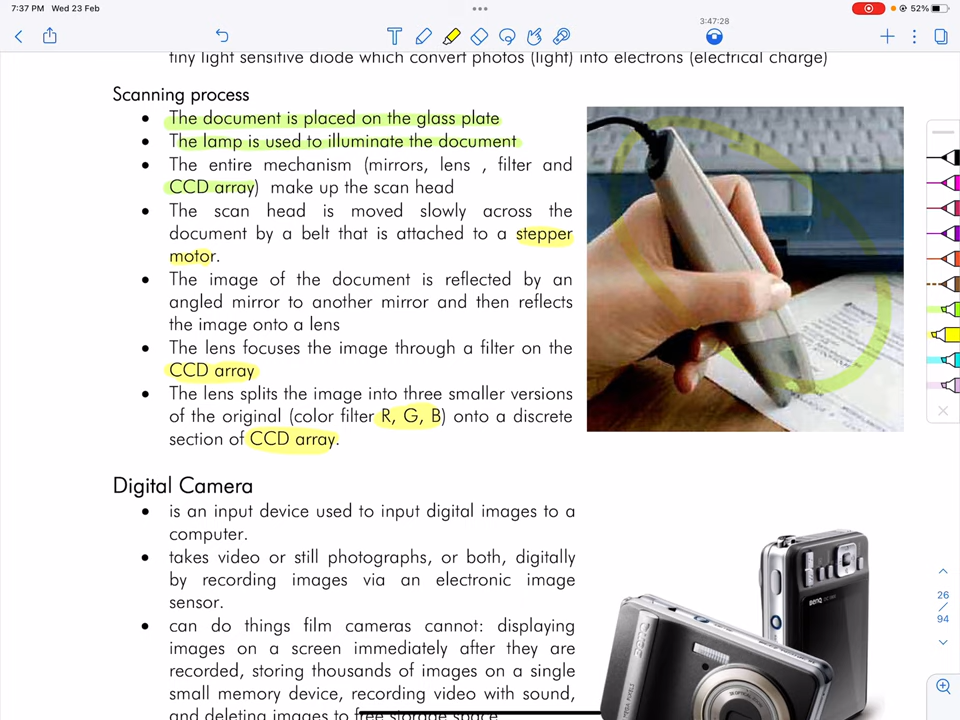 7:37 PM Wed 23 Feb
52%
3:47:28
tiny light sensitive diode which convert photos (light) into electrons (electrical charge)
Scanning process
• The document is placed on the glass plate
• The lamp is used to illuminate the document
• The entire mechanism (mirrors, lens , filter and
CCD array) make up the scan head
• The scan head is moved slowly across the
document by a belt that is attached to a stepper
motor.
• The image of the document is reflected by an
angled mirror to another mirror and then reflects
the image onto a lens
• The lens focuses the image through a filter on the
CCD array
• The lens splits the image into three smaller versions
of the original (color filter R, G, B) onto a discrete
section of CCD array.
Digital Camera
• is an input device used to input digital images to a
computer.
• takes video or still photographs, or both, digitally
by recording images via an electronic image
sensor.
• can do things film cameras cannot: displaying
images on a screen immediately after they are
recorded, storing thousands of images on a single
small memory device, recording video with sound,
and deleting images to free storage space
26
/
94
BenQ